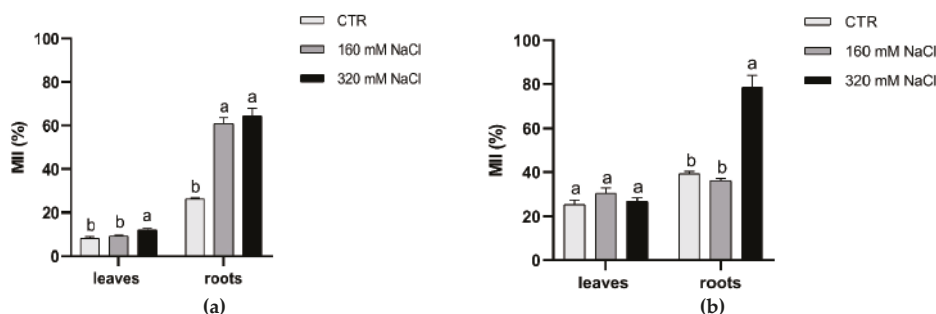 CTR
160 mM NaCl
320 mM NaCl
100
80
60
40
20
0
MII (%)
b
b
a
b
a
a
leaves
roots
(a)
CTR
160 mM NaCl
320 mM NaCl
100
80
60
40
20
0
MII (%)
a
a
a
b
b
a
leaves
roots
(b)